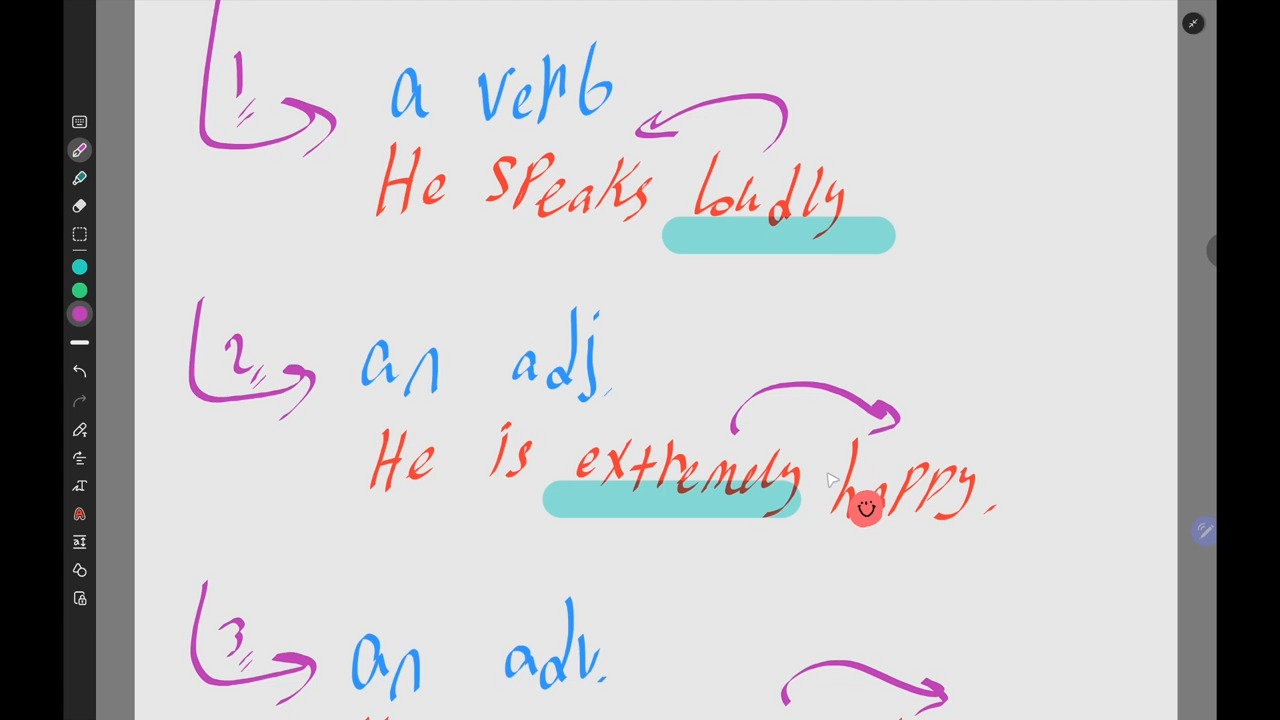 1
a verb
He speaks loudly
2
an adj.
He is extremely happy.
3
an adv.